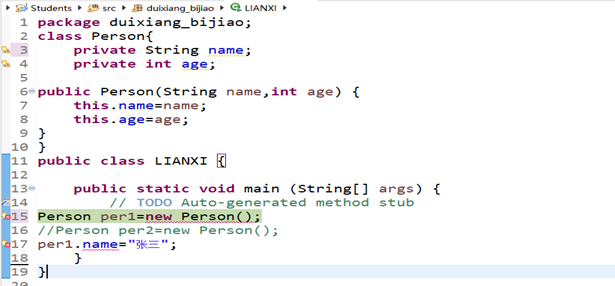 Students > src > duixiang_bijiao > LIANXI >
1 package duixiang_bijiao;
2 class Person{
3 private String name;
4 private int age;
5
6 public Person(String name,int age) {
7 this.name=name;
8 this.age=age;
9 }
10 }
11 public class LIANXI {
12
13 public static void main (String[] args) {
14 // TODO Auto-generated method stub
15 Person per1=new Person();
16 //Person per2=new Person();
17 per1.name="张三";
18 }
19 }